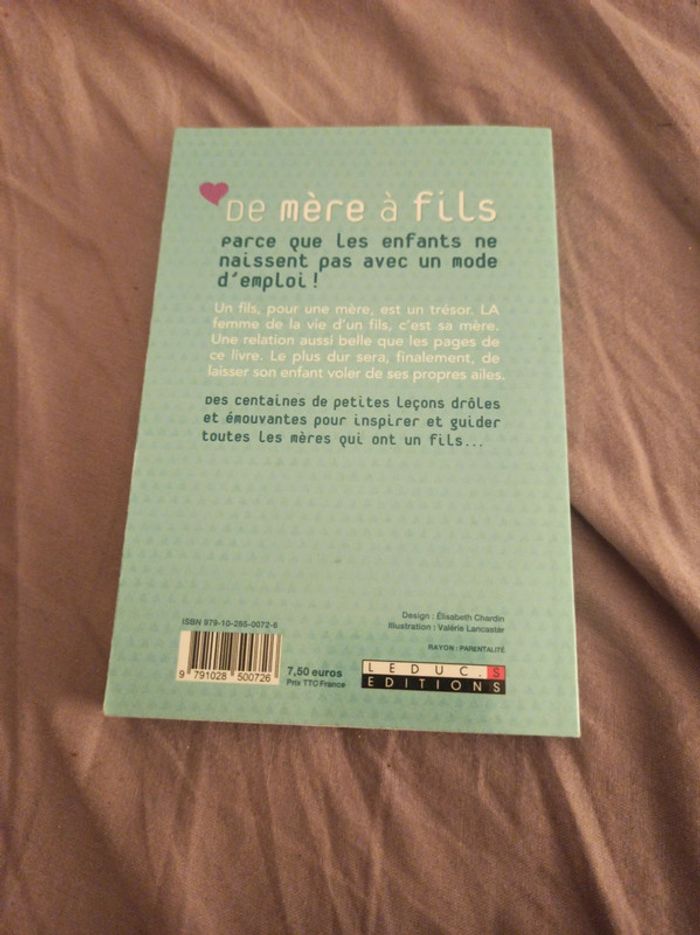 De mère à fils
Parce que les enfants ne
naissent pas avec un mode
d'emploi !
Un fils, pour une mère, est un trésor. LA
femme de la vie d'un fils, c'est sa mère.
Une relation aussi belle que les pages de
ce livre. Le plus dur sera, finalement, de
laisser son enfant voler de ses propres ailes.
Des centaines de petites leçons drôles
et émouvantes pour inspirer et guider
toutes les mères qui ont un fils...
Design : Élisabeth Chardin
Illustration : Valérie Lancaster
RAYON : PARENTALITÉ
ISBN 979-10-285-0072-6
9 791028 500726
7,50 euros
Prix TTC France
LEDUC.S
EDITIONS